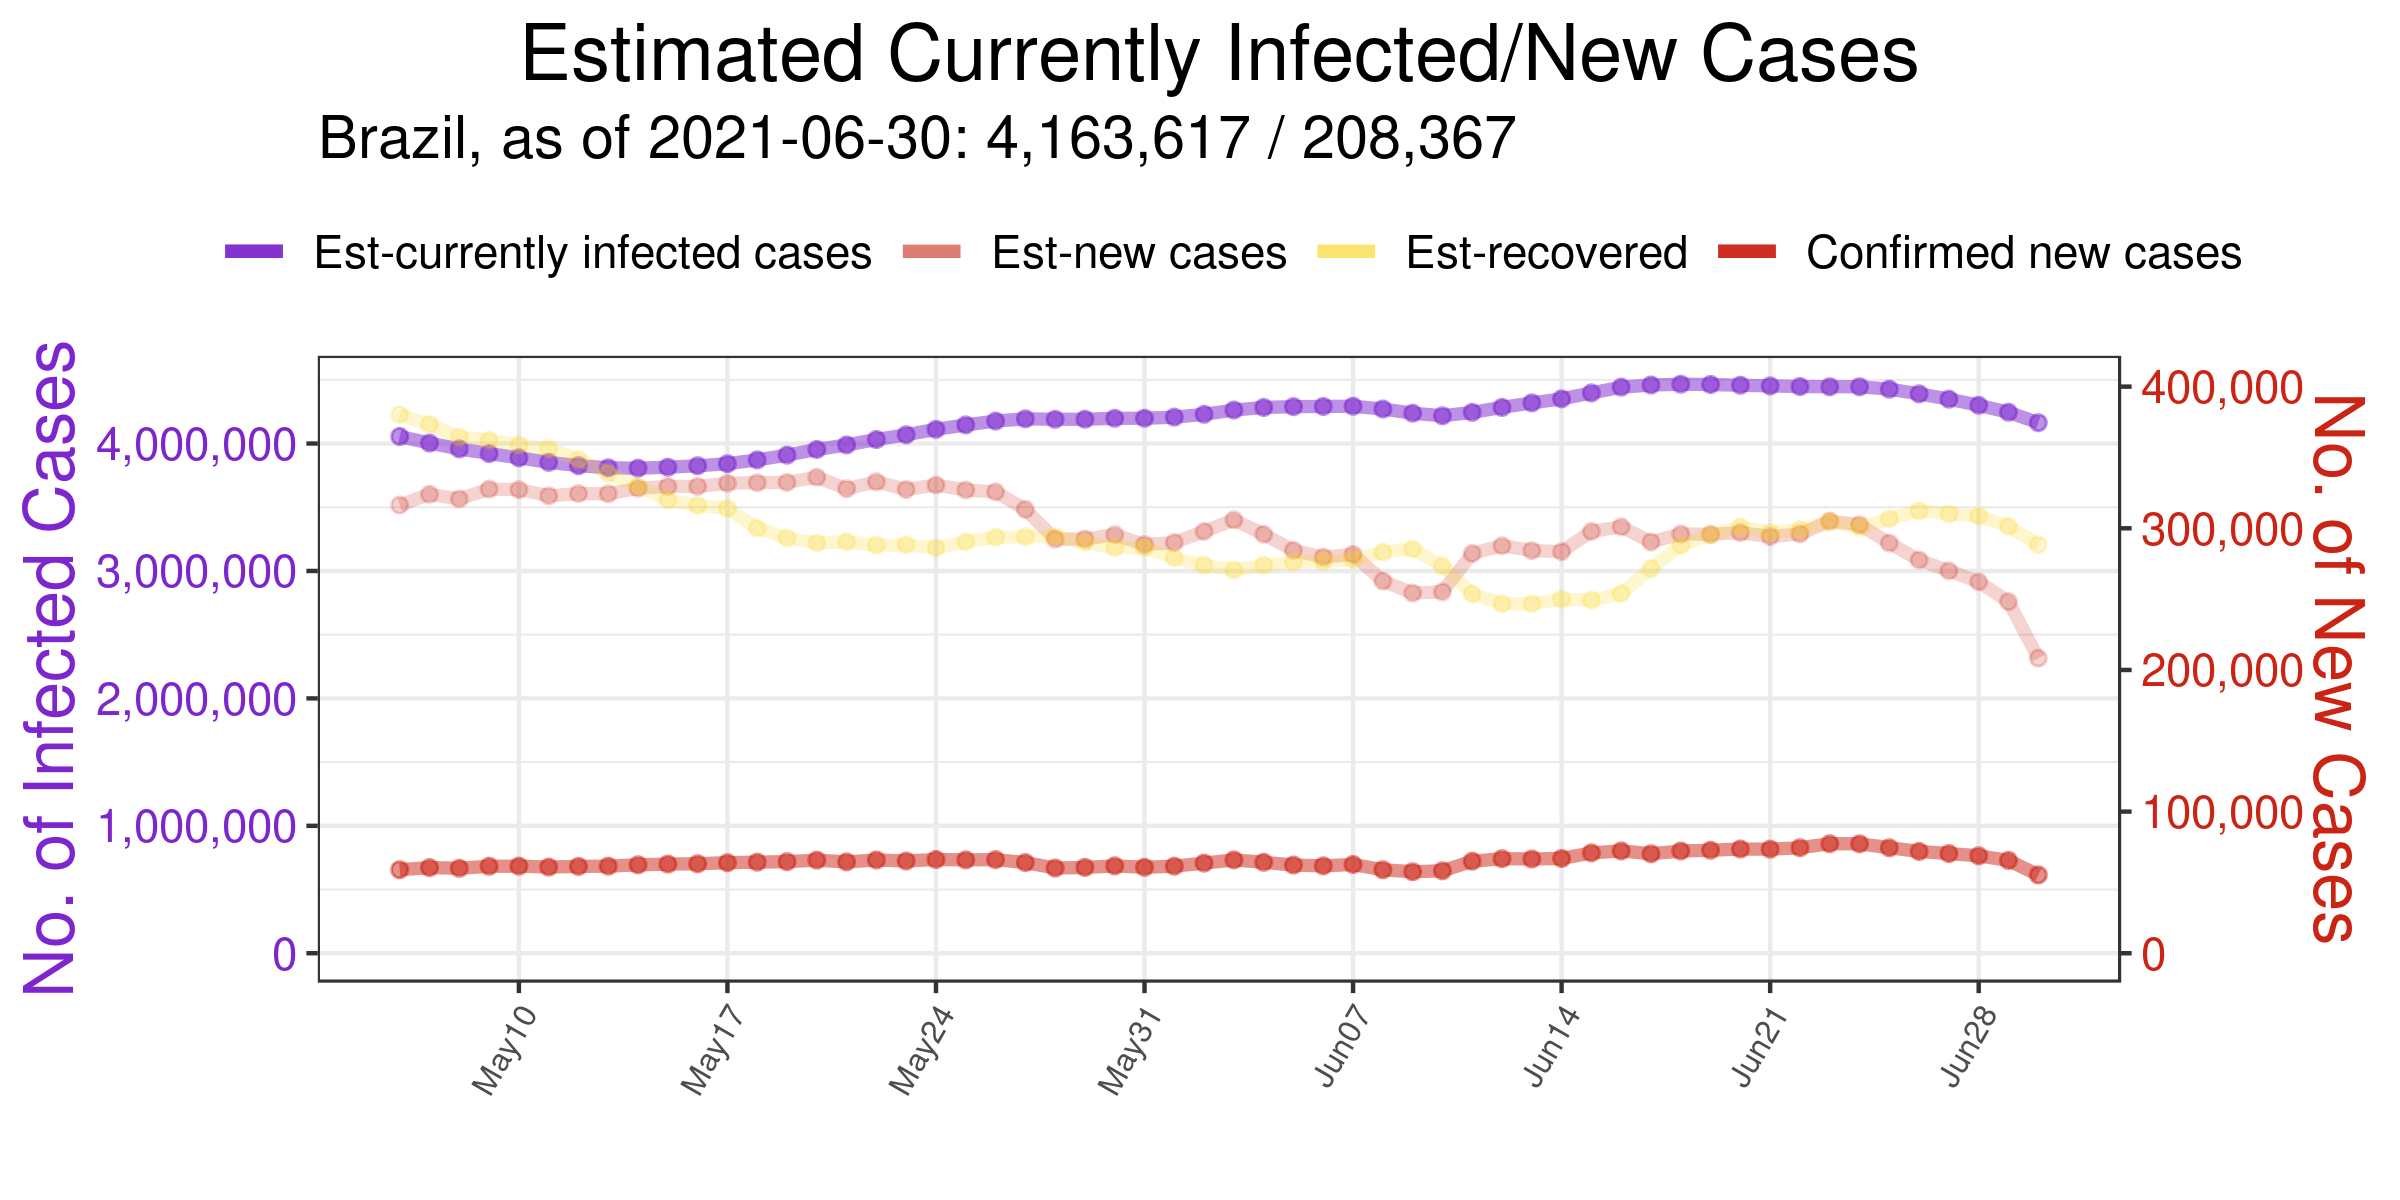 Estimated Currently Infected/New Cases
Brazil, as of 2021-06-30: 4,163,617 / 208,367
Est-currently infected cases Est-new cases Est-recovered Confirmed new cases
No. of Infected Cases
4,000,000
3,000,000
2,000,000
1,000,000
0
400,000
300,000
200,000
100,000
0
No. of New Cases
May10 May17 May24 May31 Jun07 Jun14 Jun21 Jun28